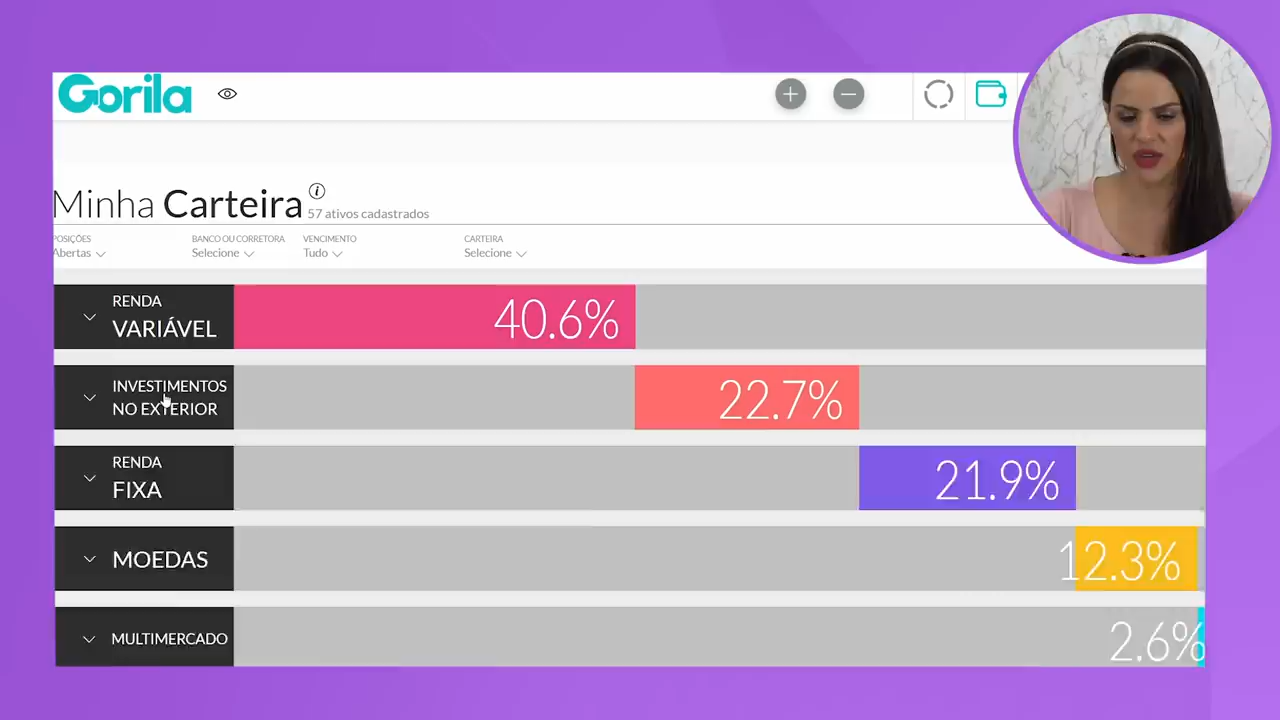 Gorila
Minha Carteira i
57 ativos cadastrados
POSIÇÕES
Abertas
BANCO OU CORRETORA
Selecione
VENCIMENTO
Tudo
CARTEIRA
Selecione
RENDA
VARIÁVEL
40.6%
INVESTIMENTOS
NO EXTERIOR
22.7%
RENDA
FIXA
21.9%
MOEDAS
12.3%
MULTIMERCADO
2.6%